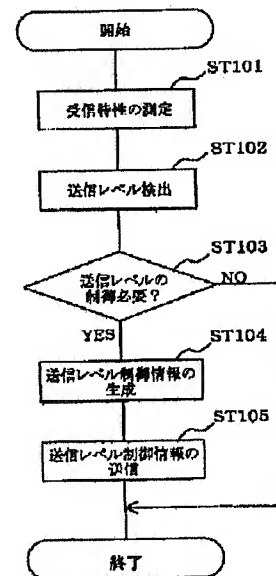 開始
ST101
受信特性の測定
ST102
送信レベル検出
ST103
送信レベルの
制御必要？
NO
YES
ST104
送信レベル制御情報の
生成
ST105
送信レベル制御情報の
送信
終了